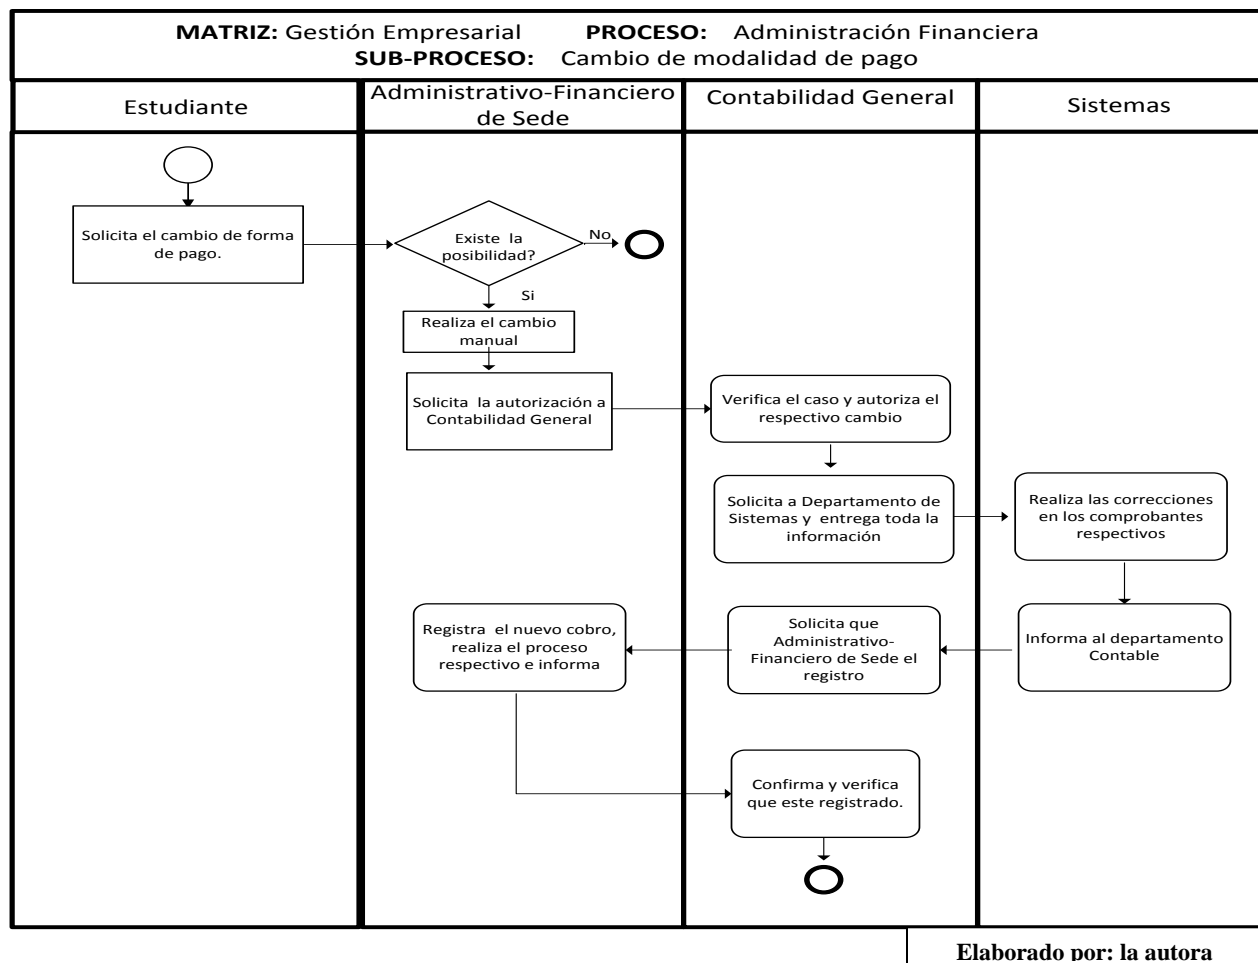 MATRIZ: Gestión Empresarial PROCESO: Administración Financiera
SUB-PROCESO: Cambio de modalidad de pago
Estudiante
Administrativo-Financiero
de Sede
Contabilidad General
Sistemas
Solicita el cambio de forma
de pago.
Existe la
posibilidad?
No
Si
Realiza el cambio
manual
Solicita la autorización a
Contabilidad General
Verifica el caso y autoriza el
respectivo cambio
Solicita a Departamento de
Sistemas y entrega toda la
información
Realiza las correcciones
en los comprobantes
respectivos
Informa al departamento
Contable
Solicita que
Administrativo-
Financiero de Sede el
registro
Registra el nuevo cobro,
realiza el proceso
respectivo e informa
Confirma y verifica
que este registrado.
Elaborado por: la autora